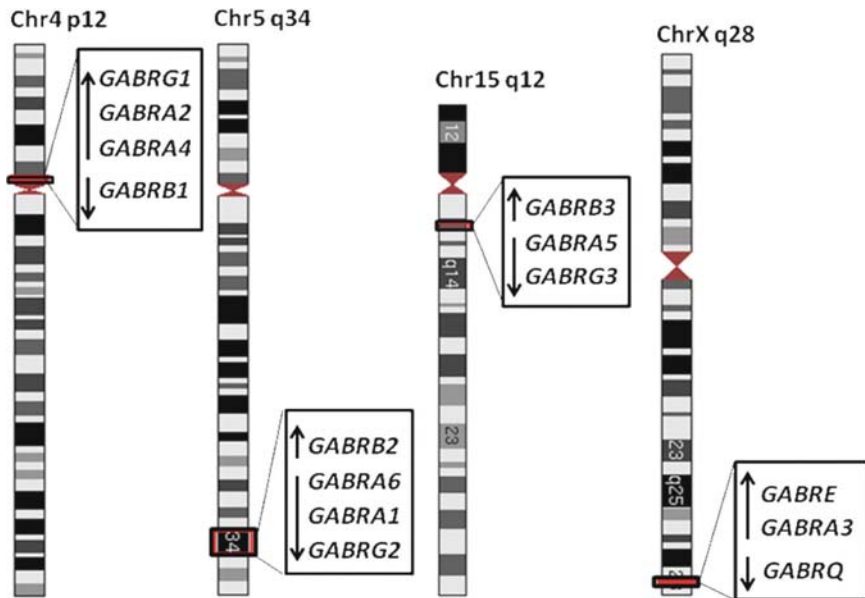 Chr4 p12
GABRG1
GABRA2
GABRA4
GABRB1
Chr5 q34
34
GABRB2
GABRA6
GABRA1
GABRG2
Chr15 q12
12
q14
23
GABRB3
GABRA5
GABRG3
ChrX q28
23
q25
GABRE
GABRA3
GABRQ